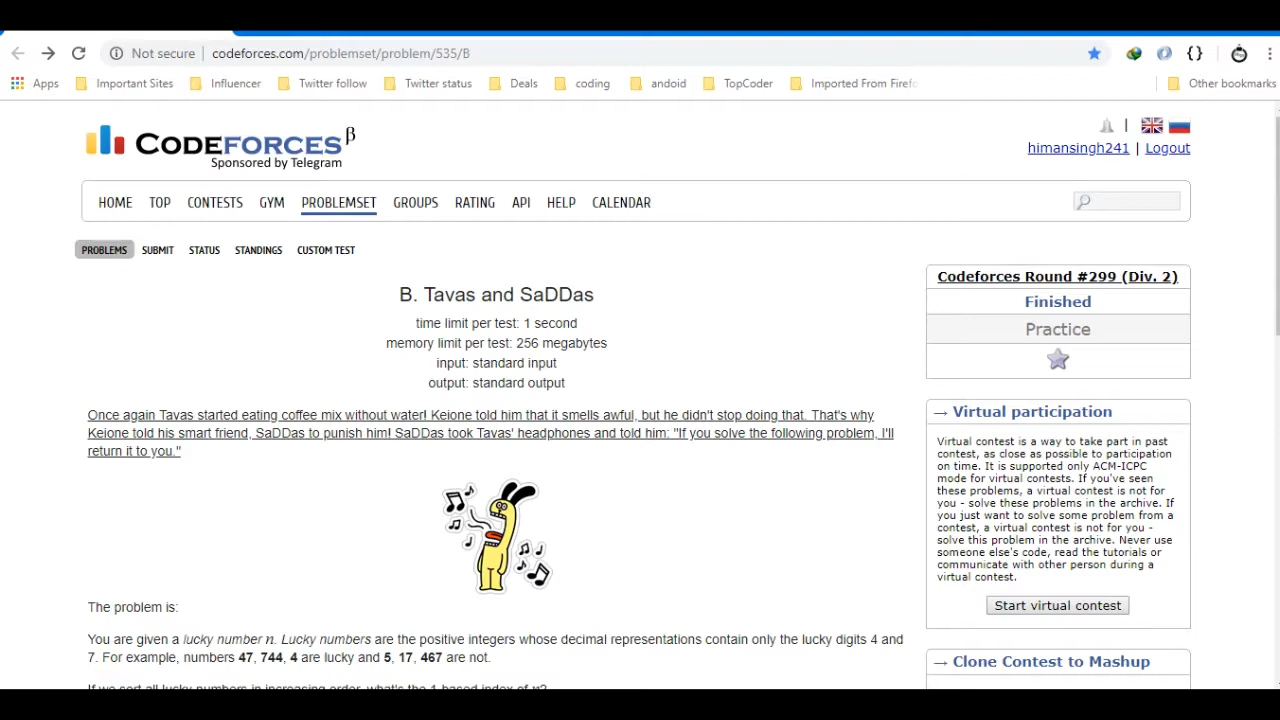 Not secure | codeforces.com/problemset/problem/535/B
Apps Important Sites Influencer Twitter follow Twitter status Deals coding andoid TopCoder Imported From Firefo Other bookmarks
CODEFORCES β
Sponsored by Telegram
himansingh241 | Logout
HOME TOP CONTESTS GYM PROBLEMSET GROUPS RATING API HELP CALENDAR
PROBLEMS SUBMIT STATUS STANDINGS CUSTOM TEST
B. Tavas and SaDDas
time limit per test: 1 second
memory limit per test: 256 megabytes
input: standard input
output: standard output
Once again Tavas started eating coffee mix without water! Keione told him that it smells awful, but he didn't stop doing that. That's why
Keione told his smart friend, SaDDas to punish him! SaDDas took Tavas' headphones and told him: "If you solve the following problem, I'll
return it to you."
The problem is:
You are given a lucky number n. Lucky numbers are the positive integers whose decimal representations contain only the lucky digits 4 and
7. For example, numbers 47, 744, 4 are lucky and 5, 17, 467 are not.
If we sort all lucky numbers in increasing order, what's the 1-based index of n?
Codeforces Round #299 (Div. 2)
Finished
Practice
→ Virtual participation
Virtual contest is a way to take part in past
contest, as close as possible to participation
on time. It is supported only ACM-ICPC
mode for virtual contests. If you've seen
these problems, a virtual contest is not for
you - solve these problems in the archive. If
you just want to solve some problem from a
contest, a virtual contest is not for you -
solve this problem in the archive. Never use
someone else's code, read the tutorials or
communicate with other person during a
virtual contest.
Start virtual contest
→ Clone Contest to Mashup